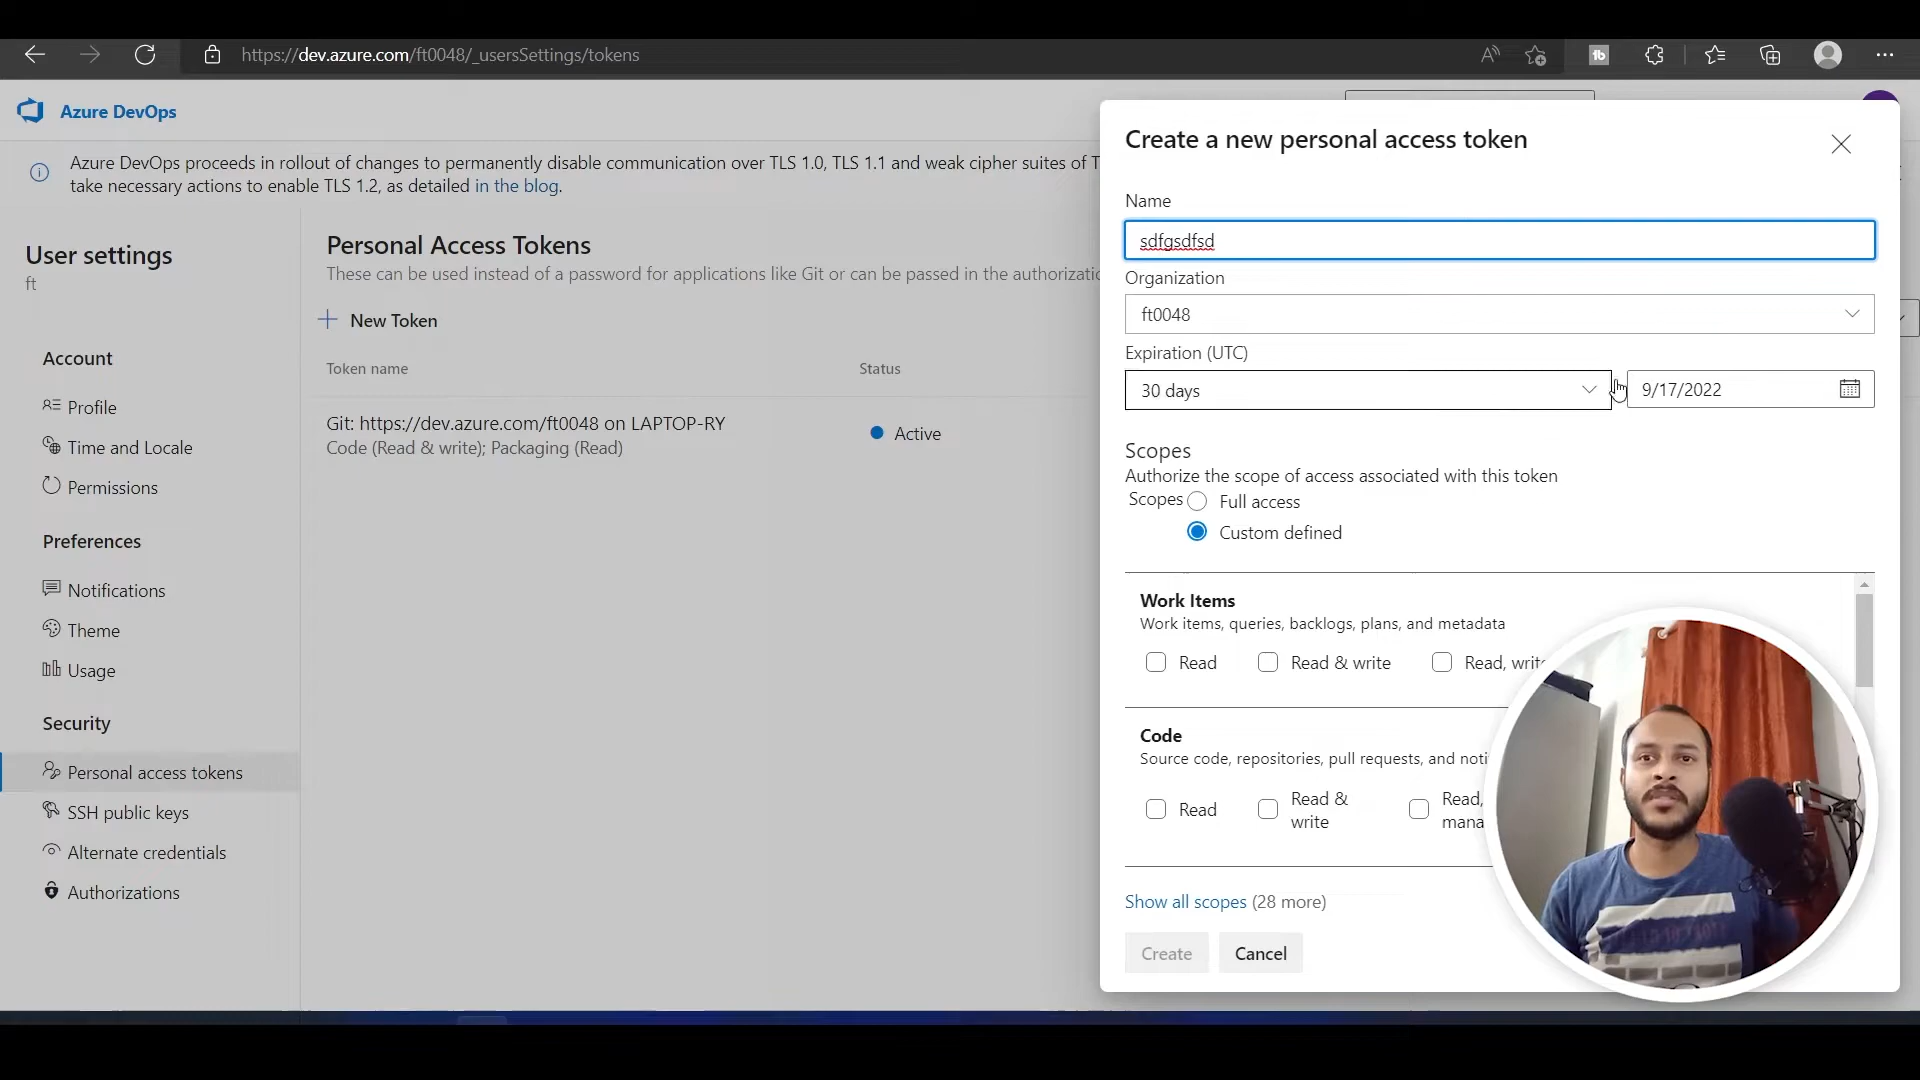 https://dev.azure.com/ft0048/_usersSettings/tokens
Azure DevOps
Azure DevOps proceeds in rollout of changes to permanently disable communication over TLS 1.0, TLS 1.1 and weak cipher suites of T
take necessary actions to enable TLS 1.2, as detailed in the blog.
User settings
ft
Account
Profile
Time and Locale
Permissions
Preferences
Notifications
Theme
Usage
Security
Personal access tokens
SSH public keys
Alternate credentials
Authorizations
Personal Access Tokens
These can be used instead of a password for applications like Git or can be passed in the authorizatio
New Token
Token name Status
Git: https://dev.azure.com/ft0048 on LAPTOP-RY Active
Code (Read & write); Packaging (Read)
Create a new personal access token
Name
sdfgsdfsd
Organization
ft0048
Expiration (UTC)
30 days 9/17/2022
Scopes
Authorize the scope of access associated with this token
Scopes Full access
Custom defined
Work Items
Work items, queries, backlogs, plans, and metadata
Read Read & write Read, write
Code
Source code, repositories, pull requests, and noti
Read Read & write Read, mana
Show all scopes (28 more)
Create Cancel